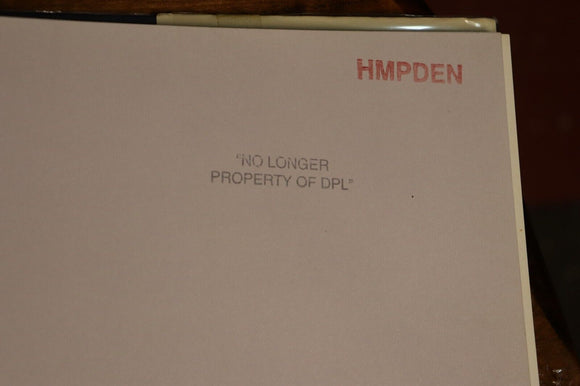 HMPDEN
"NO LONGER
PROPERTY OF DPL"